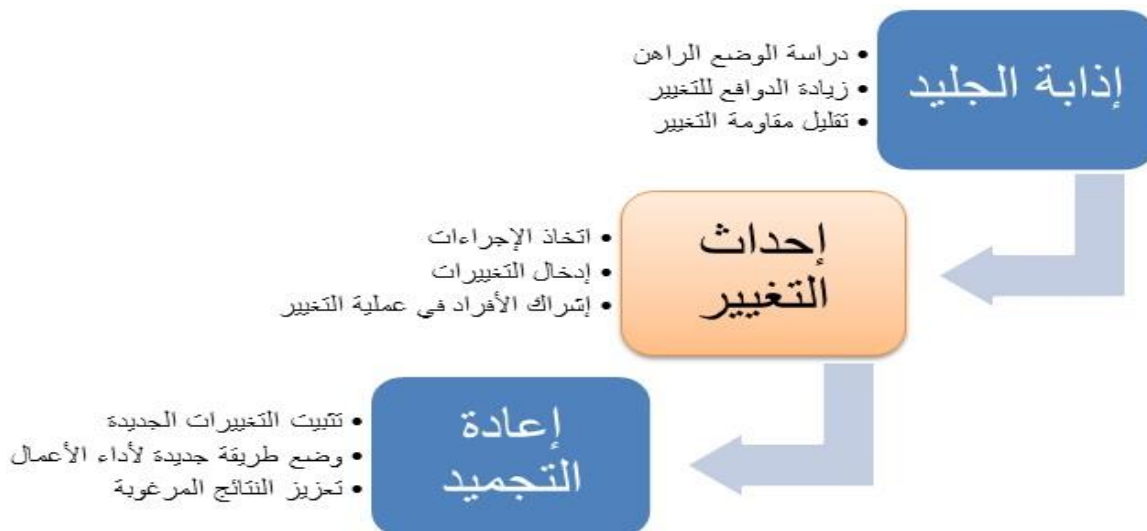 إذابة الجليد
• دراسة الوضع الراهن
• زيادة الدوافع للتغيير
• تقليل مقاومة التغيير
إحداث
التغيير
• اتخاذ الإجراءات
• إدخال التغييرات
• إشراك الأفراد في عملية التغيير
إعادة
التجميد
• تثبيت التغييرات الجديدة
• وضع طريقة جديدة لأداء الأعمال
• تعزيز النتائج المرغوبة